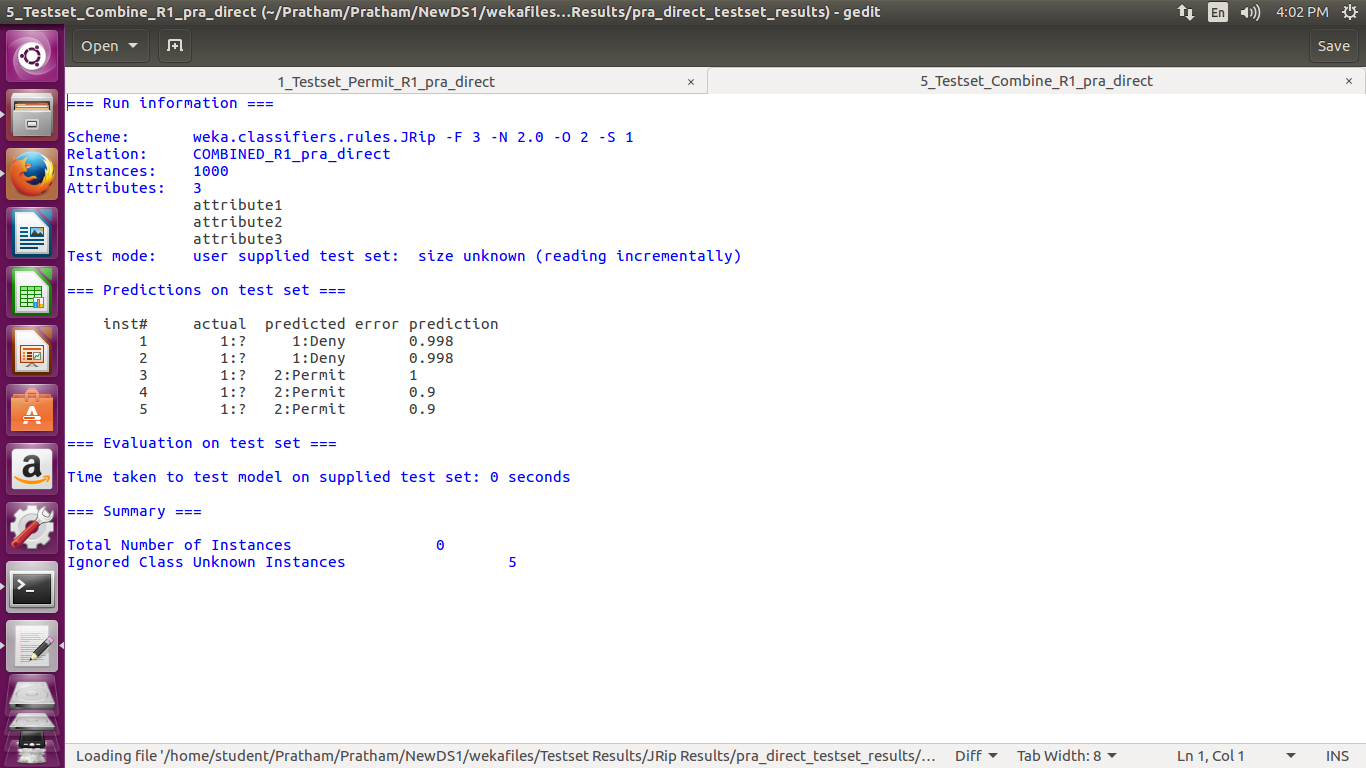 5_Testset_Combine_R1_pra_direct (~/Pratham/Pratham/NewDS1/wekafiles...Results/pra_direct_testset_results) - gedit
En
4:02 PM
Open
Save
1_Testset_Permit_R1_pra_direct ×
5_Testset_Combine_R1_pra_direct ×
=== Run information ===
Scheme: weka.classifiers.rules.JRip -F 3 -N 2.0 -O 2 -S 1
Relation: COMBINED_R1_pra_direct
Instances: 1000
Attributes: 3
attribute1
attribute2
attribute3
Test mode: user supplied test set: size unknown (reading incrementally)
=== Predictions on test set ===
inst# actual predicted error prediction
1 1:? 1:Deny 0.998
2 1:? 1:Deny 0.998
3 1:? 2:Permit 1
4 1:? 2:Permit 0.9
5 1:? 2:Permit 0.9
=== Evaluation on test set ===
Time taken to test model on supplied test set: 0 seconds
=== Summary ===
Total Number of Instances 0
Ignored Class Unknown Instances 5
Loading file '/home/student/Pratham/Pratham/NewDS1/wekafiles/Testset Results/JRip Results/pra_direct_testset_results/... Diff Tab Width: 8 Ln 1, Col 1 INS